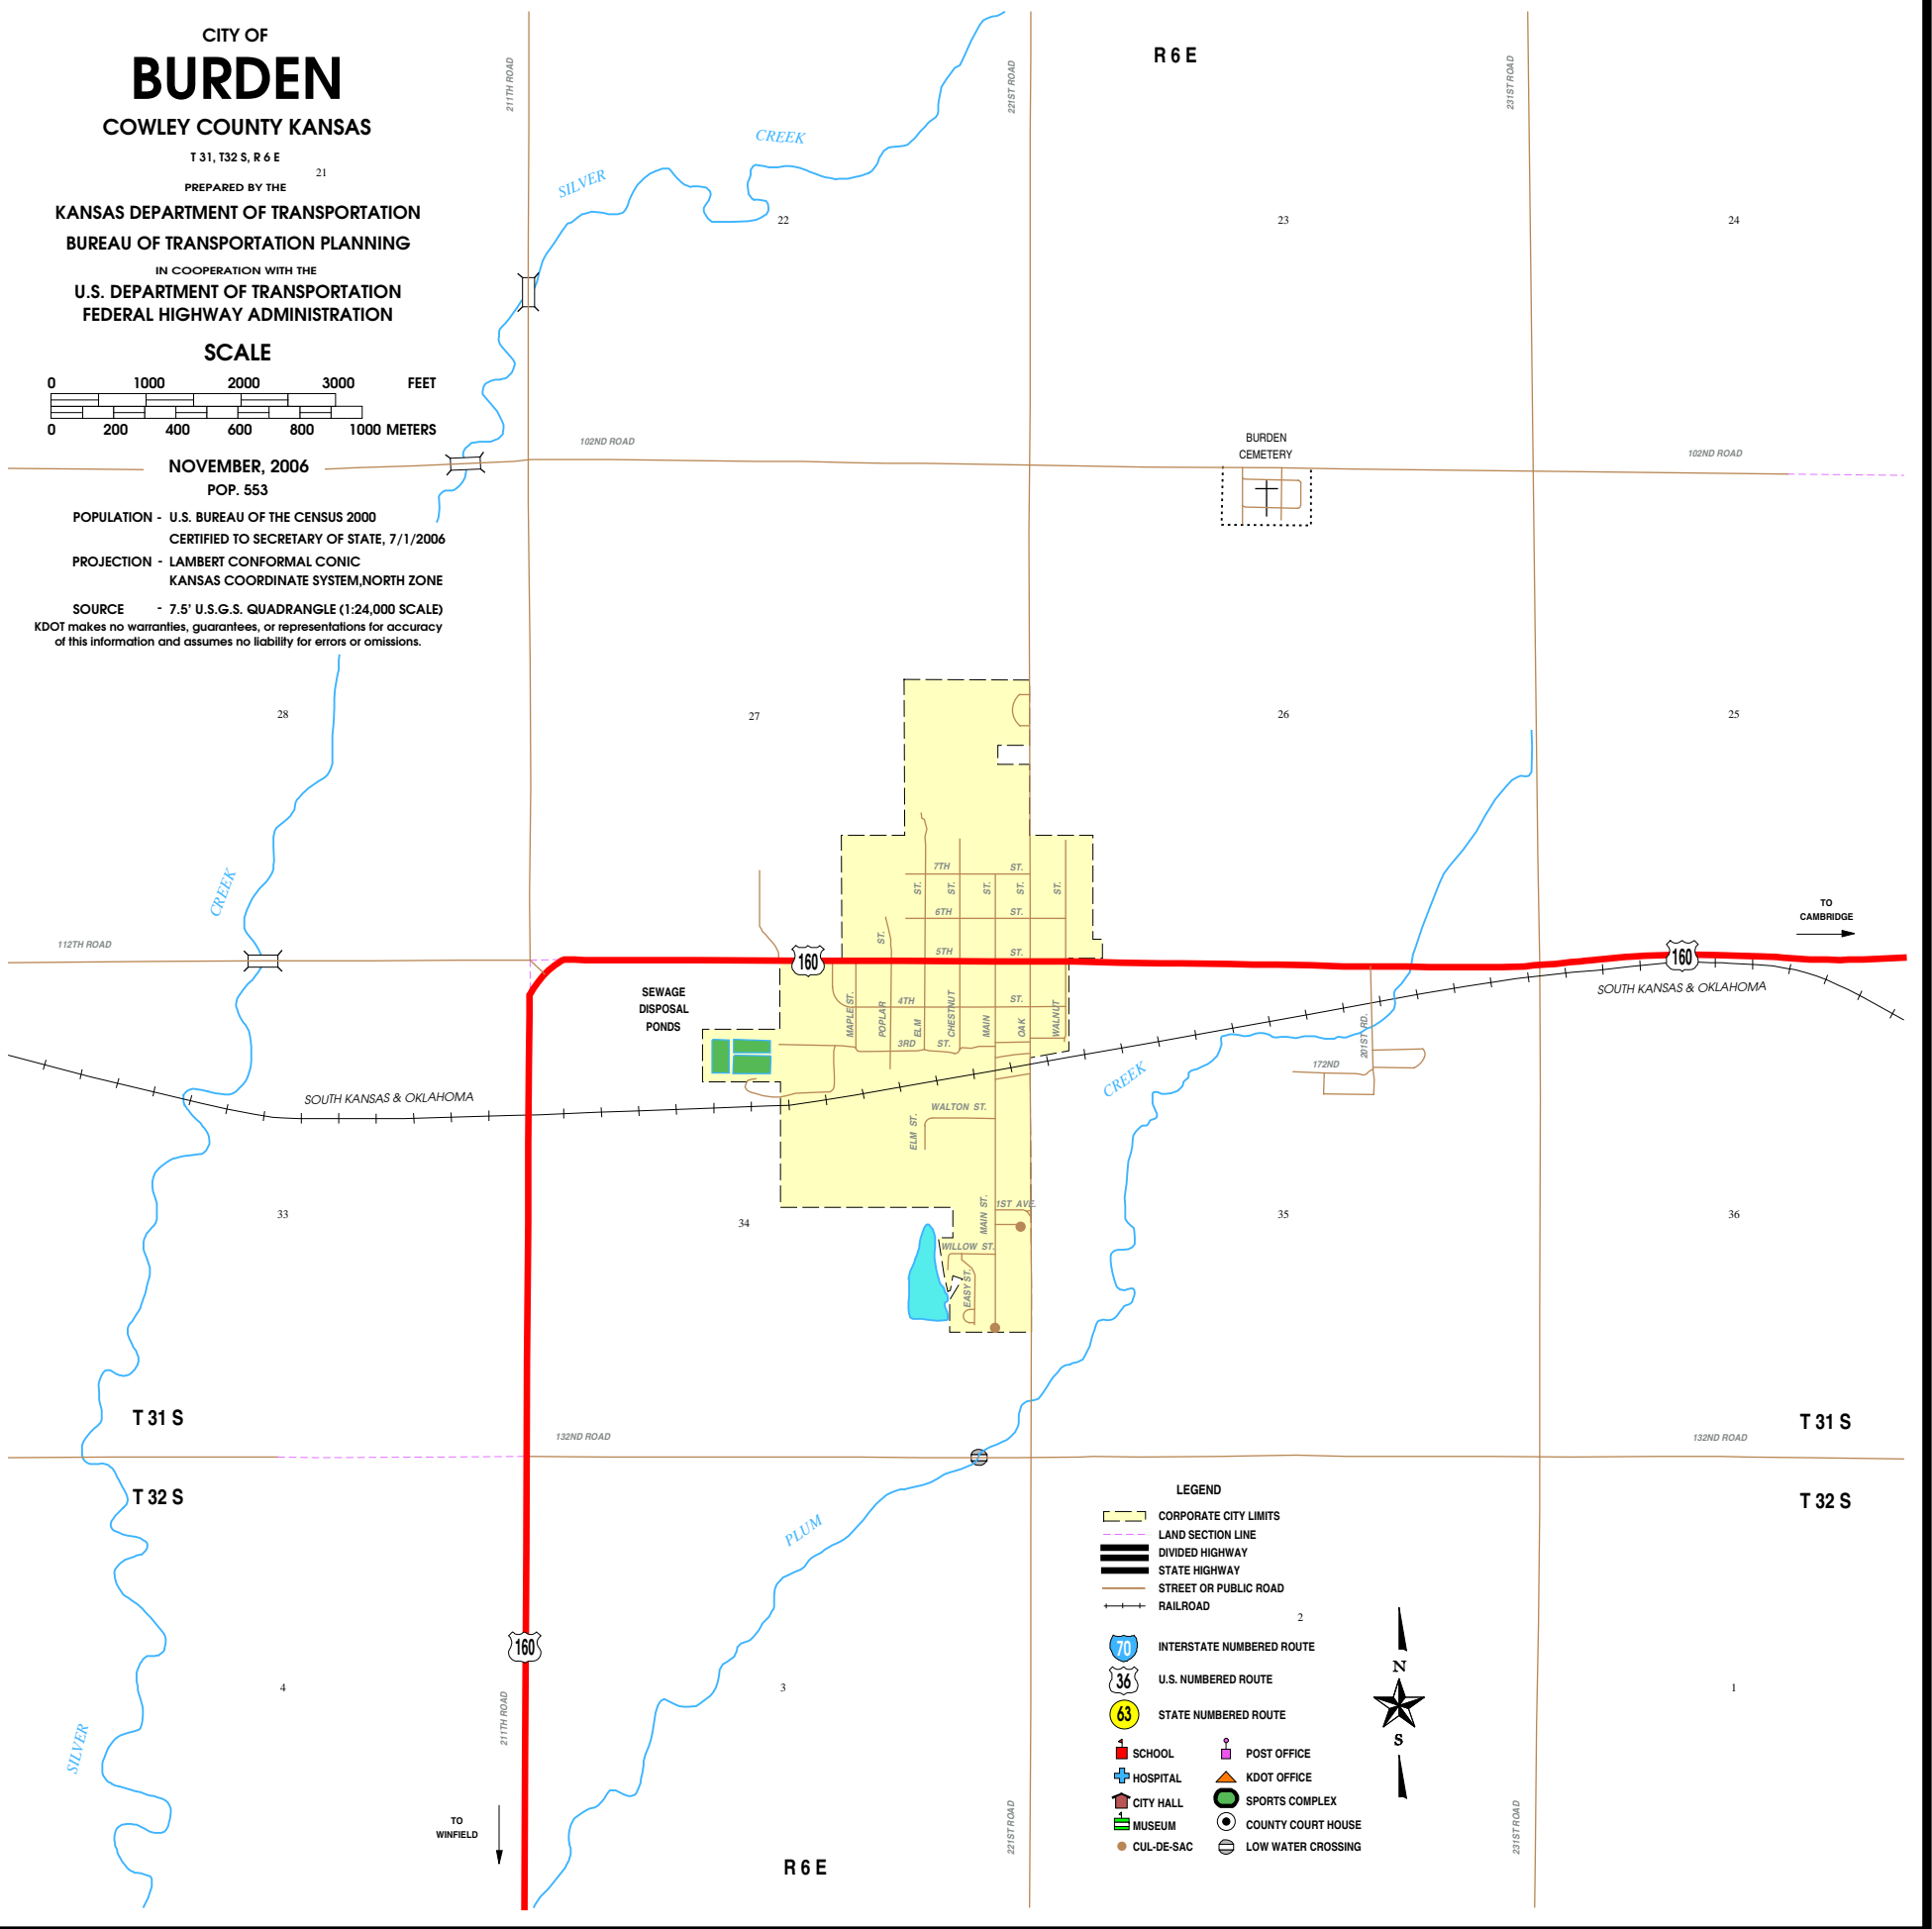 CITY OF
BURDEN
COWLEY COUNTY KANSAS
T 31, T32 S, R 6 E
21
PREPARED BY THE
KANSAS DEPARTMENT OF TRANSPORTATION
BUREAU OF TRANSPORTATION PLANNING
IN COOPERATION WITH THE
U.S. DEPARTMENT OF TRANSPORTATION
FEDERAL HIGHWAY ADMINISTRATION
SCALE
0 1000 2000 3000 FEET
0 200 400 600 800 1000 METERS
NOVEMBER, 2006
POP. 553
POPULATION - U.S. BUREAU OF THE CENSUS 2000
CERTIFIED TO SECRETARY OF STATE, 7/1/2006
PROJECTION - LAMBERT CONFORMAL CONIC
KANSAS COORDINATE SYSTEM,NORTH ZONE
SOURCE - 7.5' U.S.G.S. QUADRANGLE (1:24,000 SCALE)
KDOT makes no warranties, guarantees, or representations for accuracy
of this information and assumes no liability for errors or omissions.
211TH ROAD
221ST ROAD
231ST ROAD
R 6 E
SILVER
CREEK
22
23
24
102ND ROAD
BURDEN
CEMETERY
102ND ROAD
28
27
26
25
CREEK
112TH ROAD
7TH ST.
ST.
ST.
ST.
ST.
ST.
6TH ST.
ST.
5TH ST.
160
160
TO
CAMBRIDGE
SOUTH KANSAS & OKLAHOMA
SEWAGE
DISPOSAL
PONDS
4TH ST.
MAPLE ST.
POPLAR
ELM
CHESTNUT
MAIN
OAK
WALNUT
3RD ST.
201ST RD.
172ND
CREEK
SOUTH KANSAS & OKLAHOMA
WALTON ST.
ELM ST.
MAIN ST.
1ST AVE.
WILLOW ST.
EASY ST.
33
34
35
36
T 31 S
T 31 S
132ND ROAD
132ND ROAD
T 32 S
T 32 S
PLUM
LEGEND
CORPORATE CITY LIMITS
LAND SECTION LINE
DIVIDED HIGHWAY
STATE HIGHWAY
STREET OR PUBLIC ROAD
RAILROAD
2
70 INTERSTATE NUMBERED ROUTE
36 U.S. NUMBERED ROUTE
63 STATE NUMBERED ROUTE
SCHOOL
POST OFFICE
HOSPITAL
KDOT OFFICE
CITY HALL
SPORTS COMPLEX
MUSEUM
COUNTY COURT HOUSE
CUL-DE-SAC
LOW WATER CROSSING
N
S
160
4
3
1
SILVER
211TH ROAD
TO
WINFIELD
221ST ROAD
231ST ROAD
R 6 E